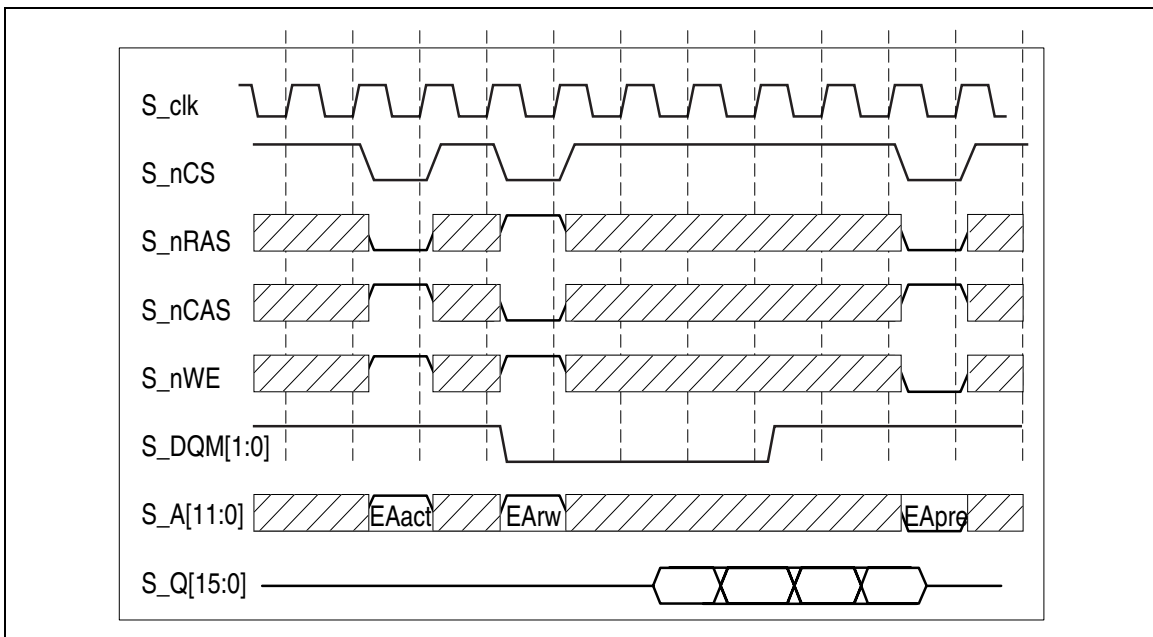 S_clk
S_nCS
S_nRAS
S_nCAS
S_nWE
S_DQM[1:0]
S_A[11:0] EAact EArw EApre
S_Q[15:0]